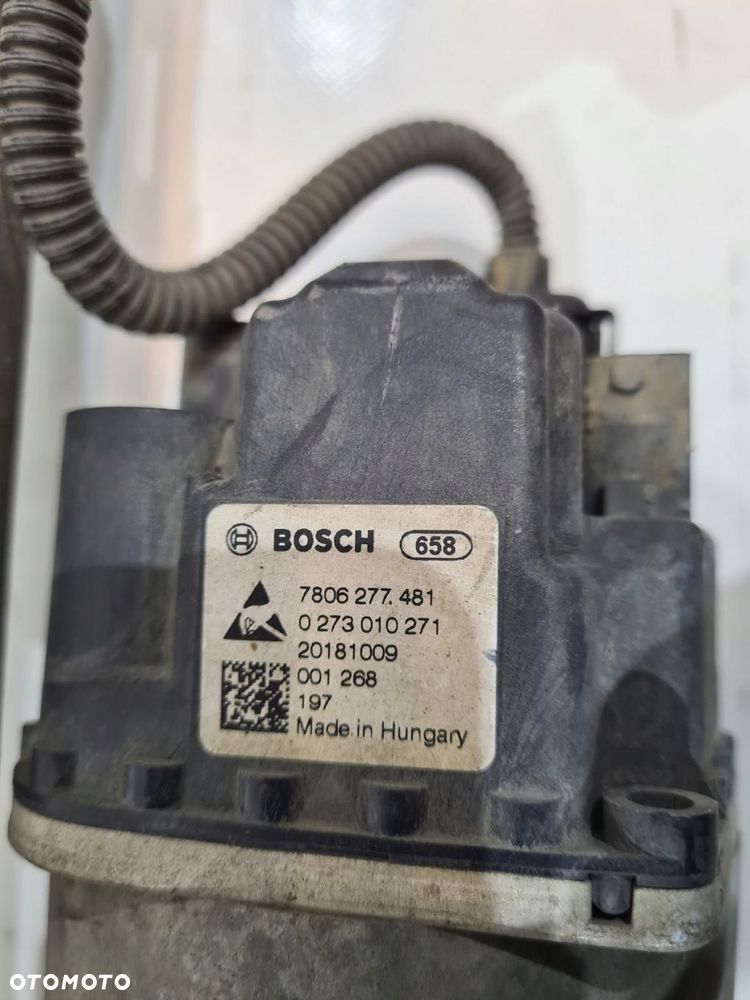 BOSCH 658
7806 277. 481
0 273 010 271
20181009
001 268
197
Made in Hungary
OTOMOTO